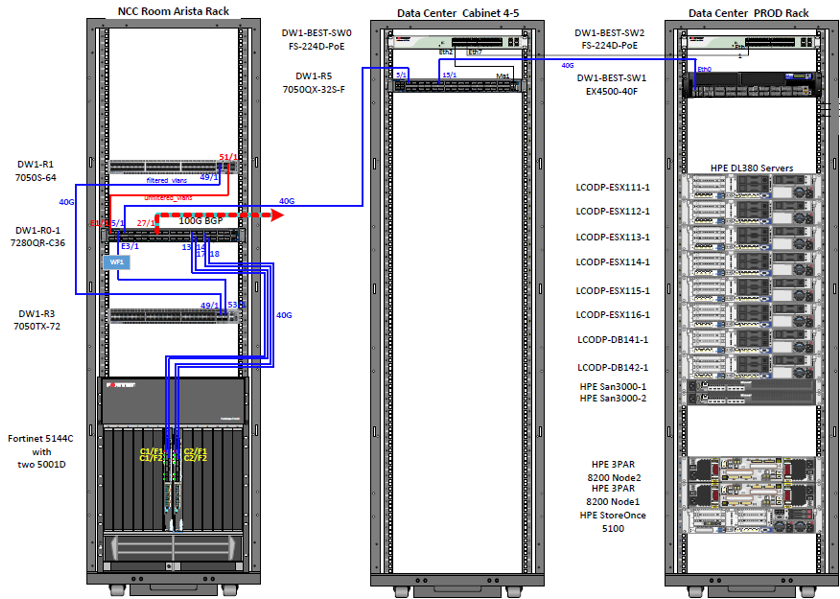 NCC Room Arista Rack
DW1-R1
7050S-64
51/1
49/1
filtered_vlans
unfiltered_vlans
40G
40G
5/1
27/1
100G BGP
DW1-R0-1
7280QR-C36
E3/1
13
14
17
18
WF1
DW1-R3
7050TX-72
49/1
53/1
40G
Fortinet 5144C
with
two 5001D
C1/F1
C1/F2
C2/F1
C2/F2
Data Center Cabinet 4-5
DW1-BEST-SW0
FS-224D-PoE
Eth2
Eth7
DW1-R5
7050QX-32S-F
5/1
15/1
Ma1
Data Center PROD Rack
DW1-BEST-SW2
FS-224D-PoE
1
40G
Eth0
DW1-BEST-SW1
EX4500-40F
HPE DL380 Servers
LCODP-ESX111-1
LCODP-ESX112-1
LCODP-ESX113-1
LCODP-ESX114-1
LCODP-ESX115-1
LCODP-ESX116-1
LCODP-DB141-1
LCODP-DB142-1
HPE San3000-1
HPE San3000-2
HPE 3PAR
8200 Node2
HPE 3PAR
8200 Node1
HPE StoreOnce
5100